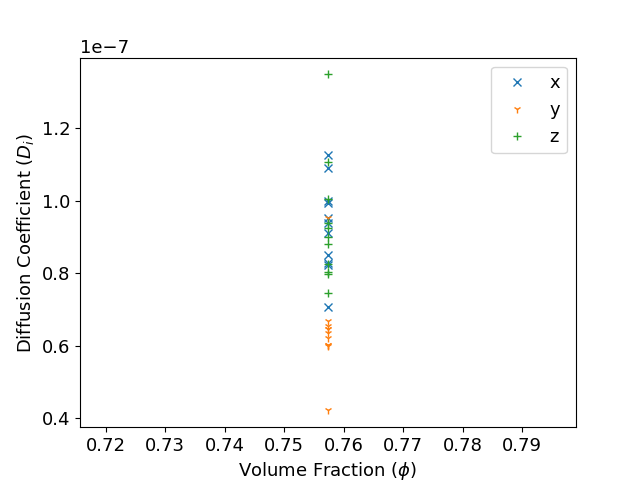 1e−7
Diffusion Coefficient (Dᵢ)
1.2
1.0
0.8
0.6
0.4
x
y
z
0.72 0.73 0.74 0.75 0.76 0.77 0.78 0.79
Volume Fraction (ϕ)